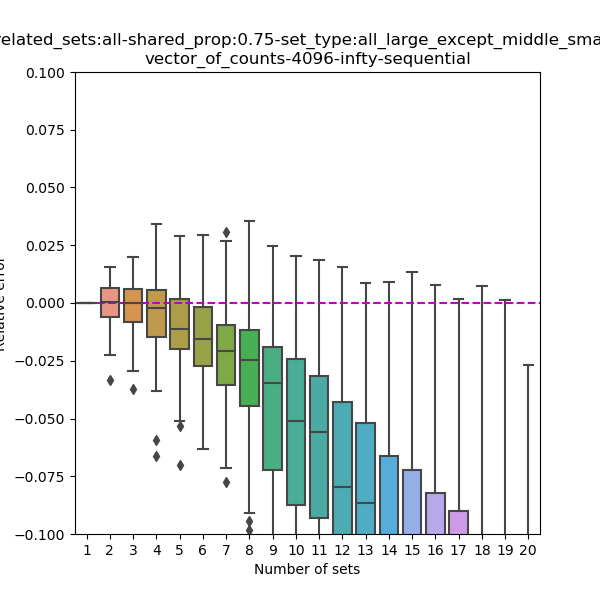 related_sets:all-shared_prop:0.75-set_type:all_large_except_middle_sma
vector_of_counts-4096-infty-sequential
0.100
0.075
0.050
0.025
0.000
−0.025
−0.050
−0.075
−0.100
Relative error
1 2 3 4 5 6 7 8 9 10 11 12 13 14 15 16 17 18 19 20
Number of sets